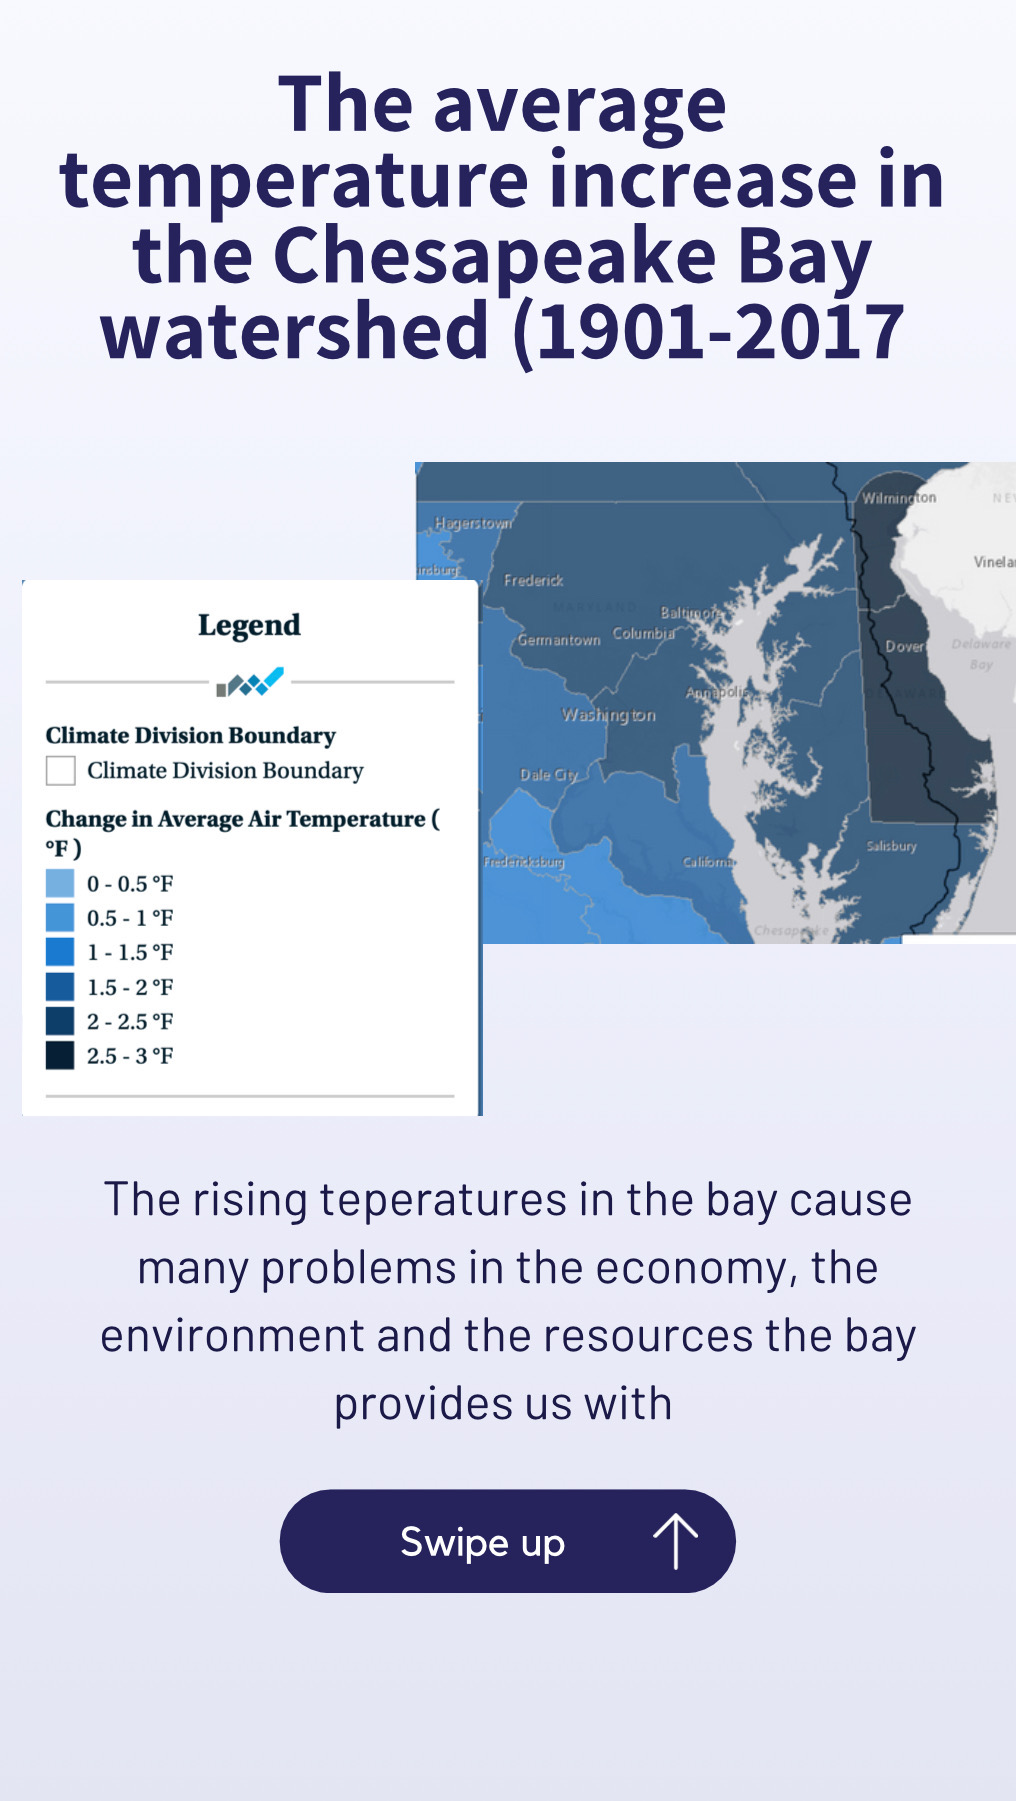 The average
temperature increase in
the Chesapeake Bay
watershed (1901-2017
Wilmington
Hagerstown
Vinela
insburg
Frederick
MARYLAND
Baltimore
Columbia
Germantown
Dover
Delaware
Bay
Annapolis
DELAWARE
Washington
Dale City
Salisbury
Fredericksburg
California
Chesapeake
NEW
Legend
Climate Division Boundary
Climate Division Boundary
Change in Average Air Temperature (
°F )
0 - 0.5 °F
0.5 - 1 °F
1 - 1.5 °F
1.5 - 2 °F
2 - 2.5 °F
2.5 - 3 °F
The rising teperatures in the bay cause
many problems in the economy, the
environment and the resources the bay
provides us with
Swipe up